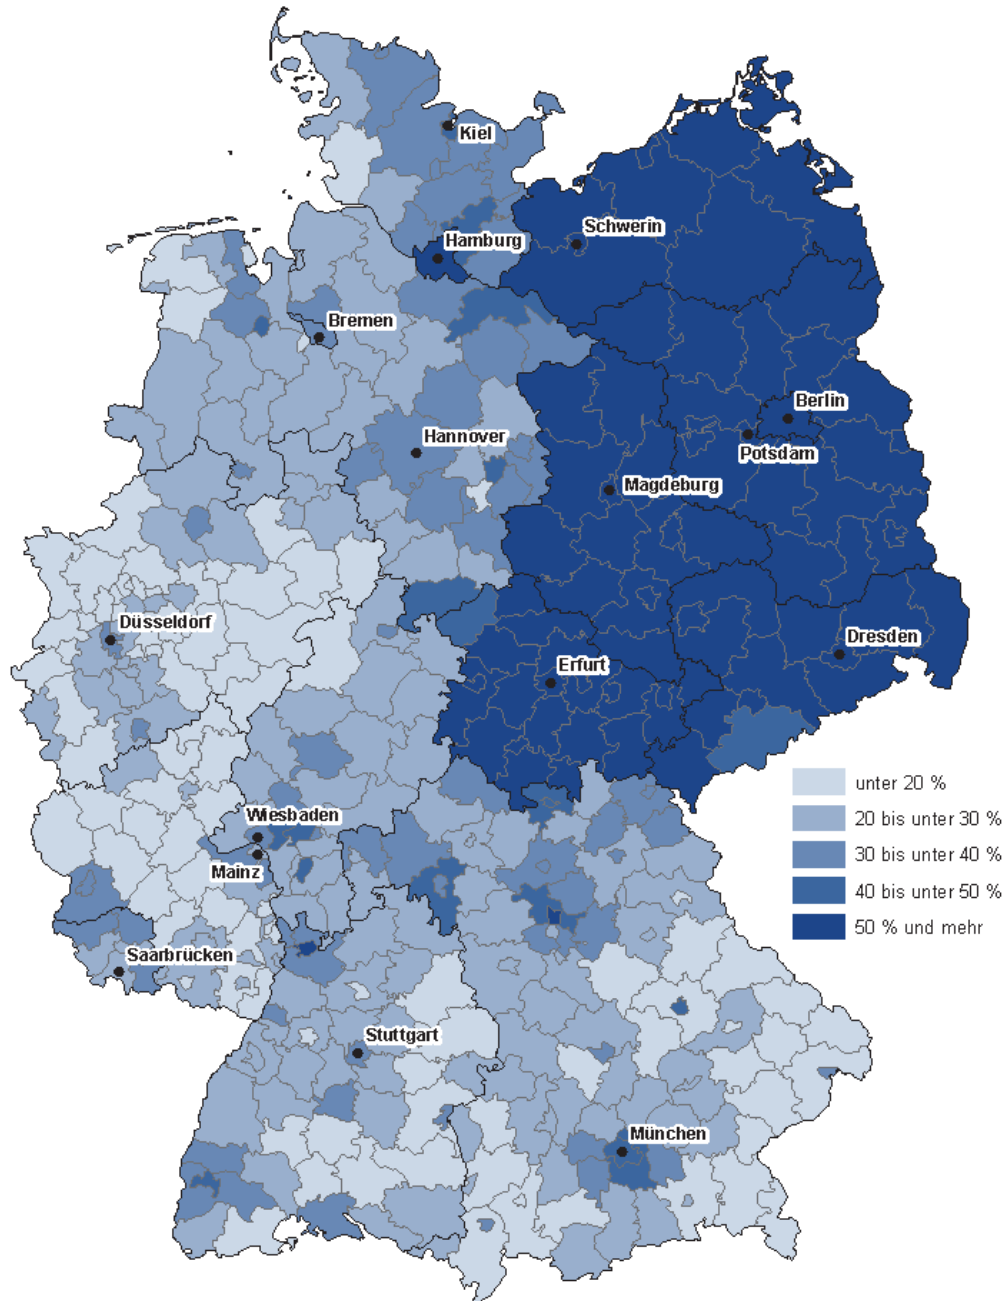 Kiel
Schwerin
Hamburg
Bremen
Berlin
Hannover
Potsdam
Magdeburg
Düsseldorf
Dresden
Erfurt
unter 20 %
Wiesbaden
20 bis unter 30 %
30 bis unter 40 %
Mainz
40 bis unter 50 %
50 % und mehr
Saarbrücken
Stuttgart
München